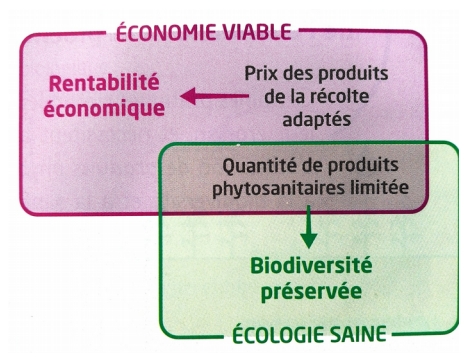 ÉCONOMIE VIABLE
Rentabilité
économique
Prix des produits
de la récolte
adaptés
Quantité de produits
phytosanitaires limitée
Biodiversité
préservée
ÉCOLOGIE SAINE